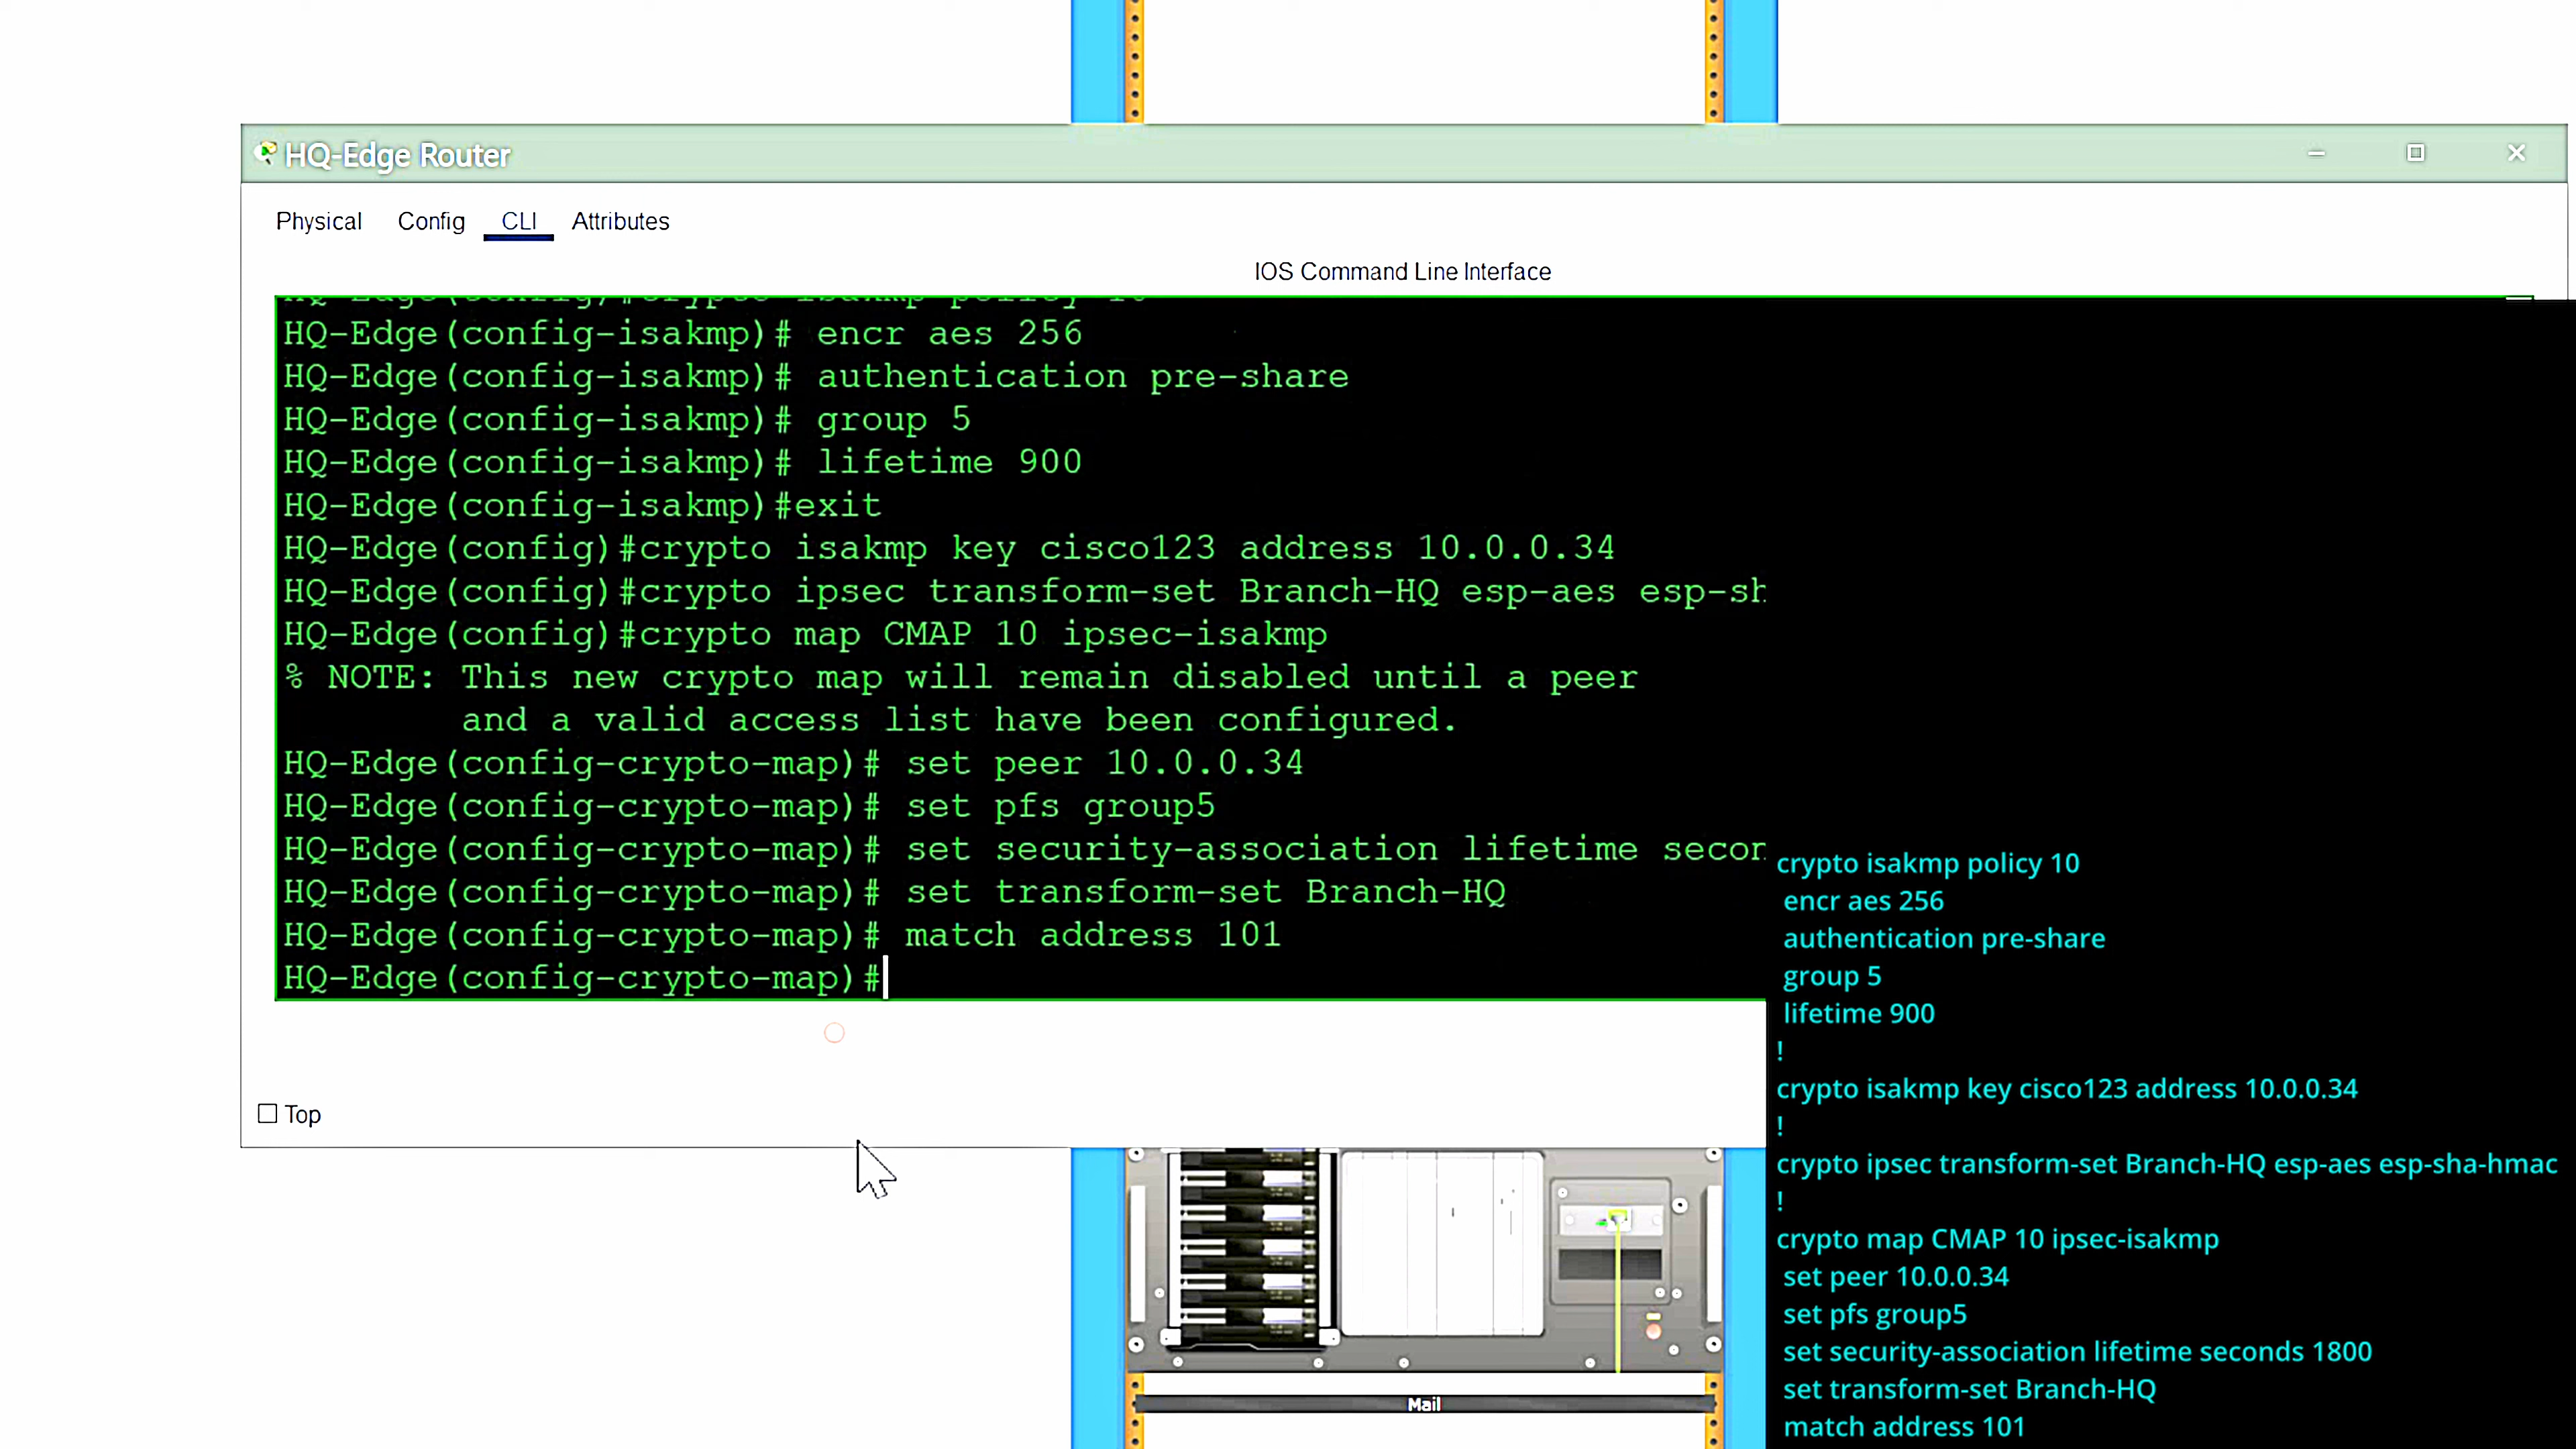 HQ-Edge Router
Physical Config CLI Attributes
IOS Command Line Interface
HQ-Edge(config)#crypto isakmp policy 10
HQ-Edge(config-isakmp)# encr aes 256
HQ-Edge(config-isakmp)# authentication pre-share
HQ-Edge(config-isakmp)# group 5
HQ-Edge(config-isakmp)# lifetime 900
HQ-Edge(config-isakmp)#exit
HQ-Edge(config)#crypto isakmp key cisco123 address 10.0.0.34
HQ-Edge(config)#crypto ipsec transform-set Branch-HQ esp-aes esp-sh
HQ-Edge(config)#crypto map CMAP 10 ipsec-isakmp
% NOTE: This new crypto map will remain disabled until a peer
and a valid access list have been configured.
HQ-Edge(config-crypto-map)# set peer 10.0.0.34
HQ-Edge(config-crypto-map)# set pfs group5
HQ-Edge(config-crypto-map)# set security-association lifetime secon
HQ-Edge(config-crypto-map)# set transform-set Branch-HQ
HQ-Edge(config-crypto-map)# match address 101
HQ-Edge(config-crypto-map)#
Top
crypto isakmp policy 10
encr aes 256
authentication pre-share
group 5
lifetime 900
!
crypto isakmp key cisco123 address 10.0.0.34
!
crypto ipsec transform-set Branch-HQ esp-aes esp-sha-hmac
!
crypto map CMAP 10 ipsec-isakmp
set peer 10.0.0.34
set pfs group5
set security-association lifetime seconds 1800
set transform-set Branch-HQ
match address 101
Mail